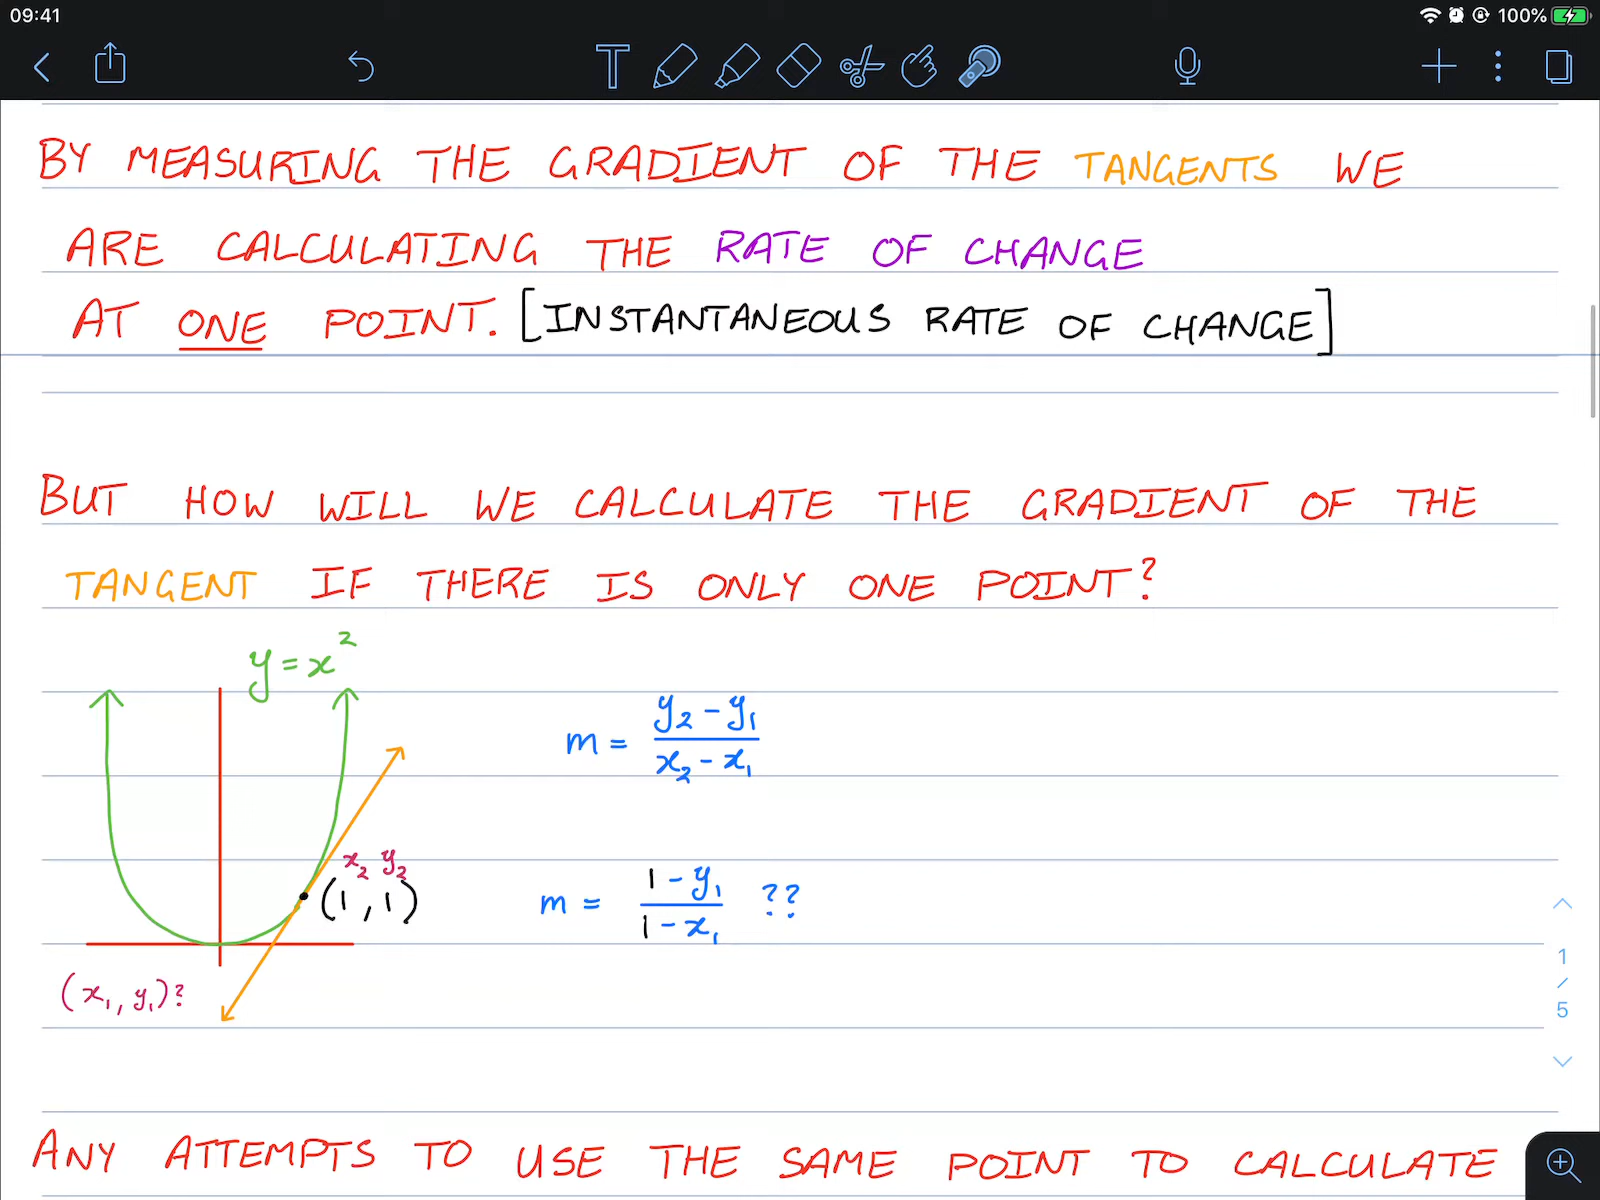 09:41
100%
BY MEASURING THE GRADIENT OF THE TANGENTS WE
ARE CALCULATING THE RATE OF CHANGE
AT ONE POINT. [INSTANTANEOUS RATE OF CHANGE]
BUT HOW WILL WE CALCULATE THE GRADIENT OF THE
TANGENT IF THERE IS ONLY ONE POINT?
y = x²
m = (y₂ - y₁)/(x₂ - x₁)
x₂ y₂
(1, 1)
m = (1 - y₁)/(1 - x₁) ??
(x₁, y₁)?
1
/
5
ANY ATTEMPTS TO USE THE SAME POINT TO CALCULATE